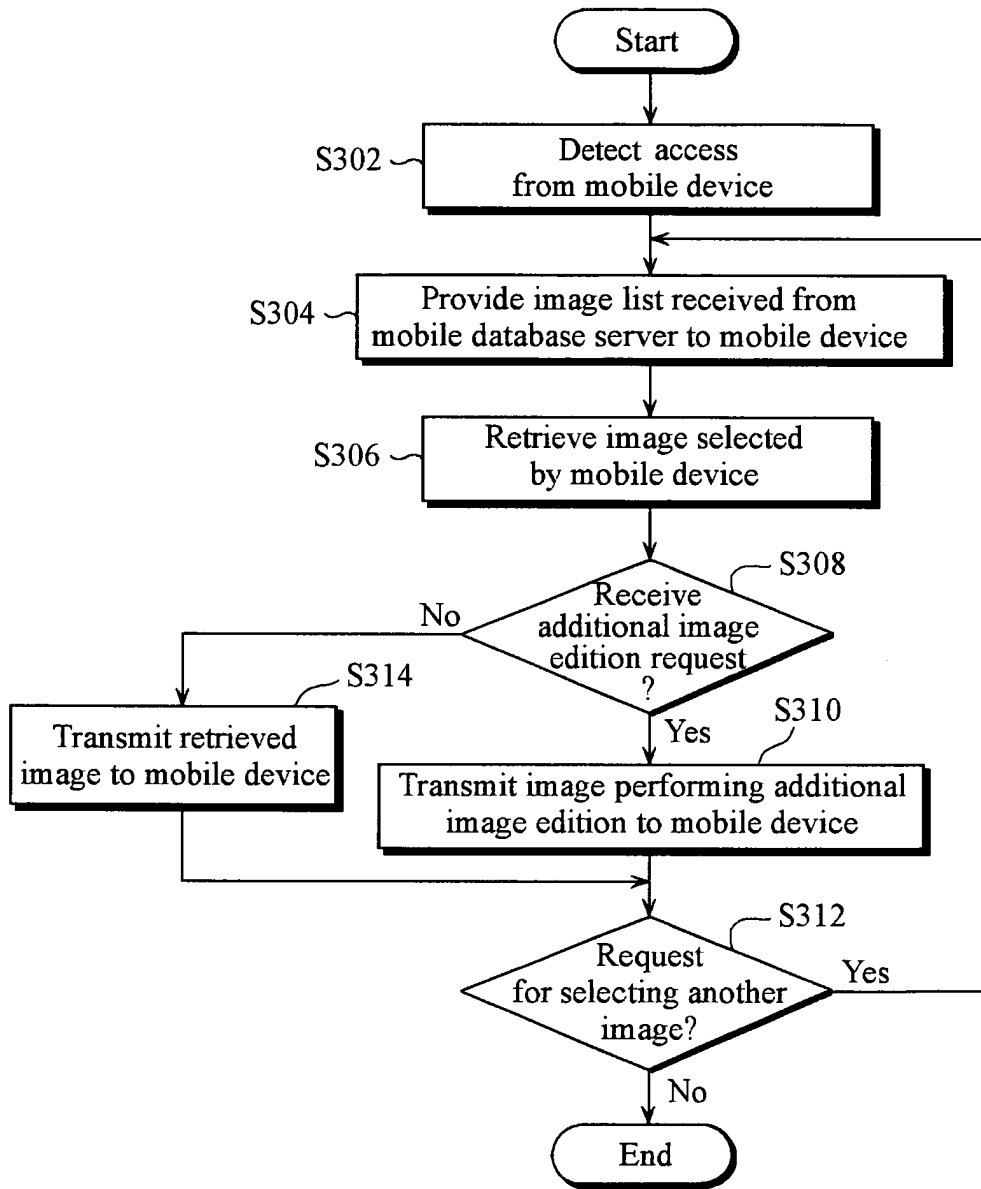 Start
S302
Detect access
from mobile device
S304
Provide image list received from
mobile database server to mobile device
S306
Retrieve image selected
by mobile device
S308
Receive
additional image
edition request
?
No
Yes
S314
Transmit retrieved
image to mobile device
S310
Transmit image performing additional
image edition to mobile device
S312
Request
for selecting another
image?
Yes
No
End